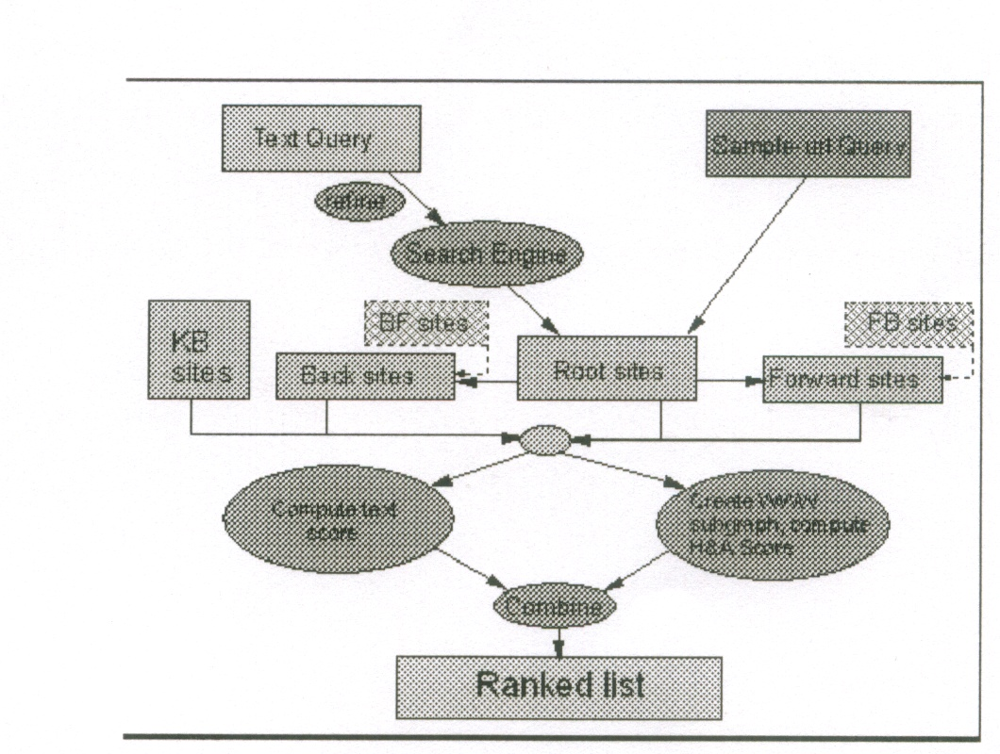 Text Query
Sample-url Query
refine
Search Engine
BF sites
FB sites
KB
sites
Back sites
Root sites
Forward sites
Compute text
score
Create WWW
subgraph, compute
H&A Score
Combine
Ranked list